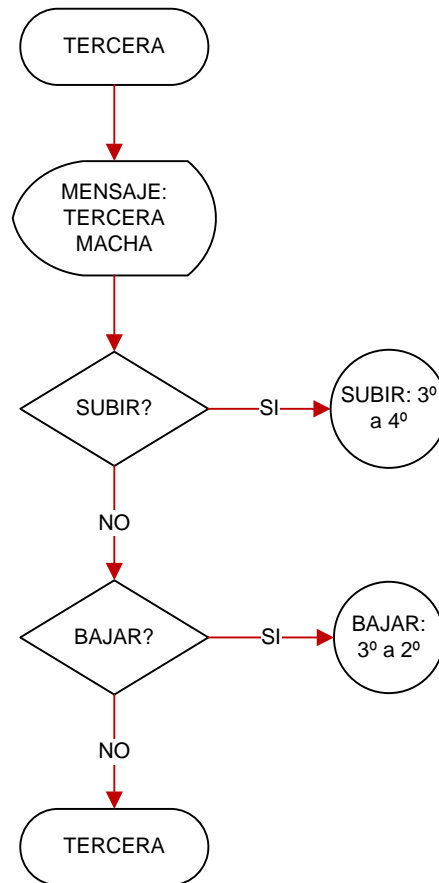 TERCERA
MENSAJE:
TERCERA
MACHA
SUBIR?
SI
SUBIR: 3º
a 4º
NO
BAJAR?
SI
BAJAR:
3º a 2º
NO
TERCERA